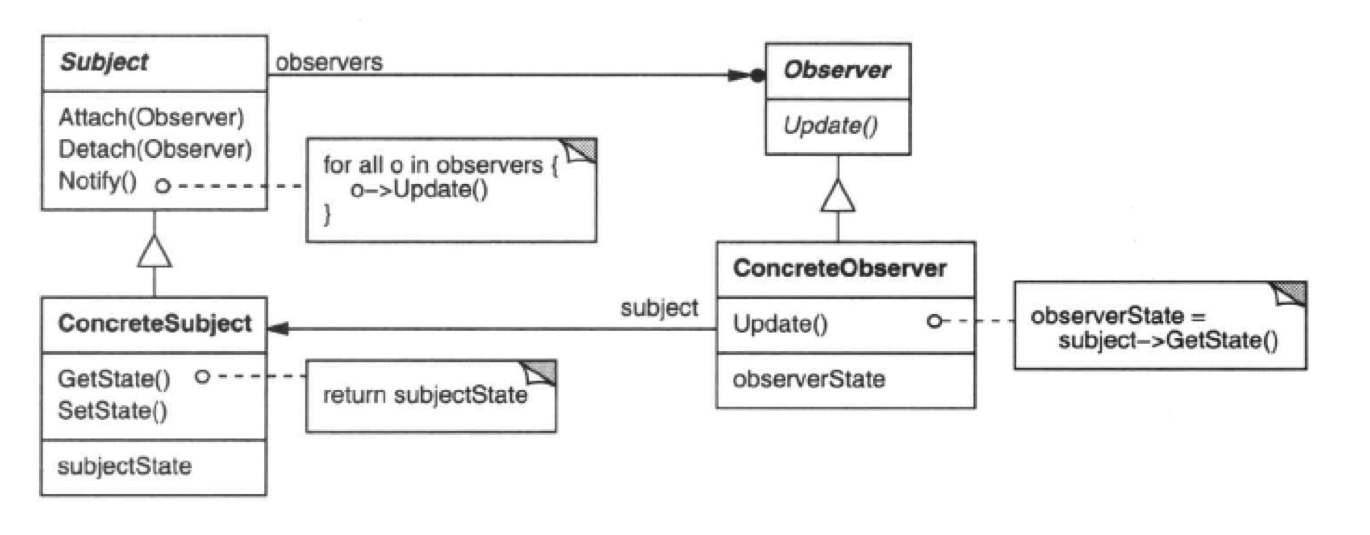 Subject
Attach(Observer)
Detach(Observer)
Notify()
observers
Observer
Update()
for all o in observers {
o->Update()
}
ConcreteSubject
GetState()
SetState()
subjectState
return subjectState
subject
ConcreteObserver
Update()
observerState
observerState =
subject->GetState()